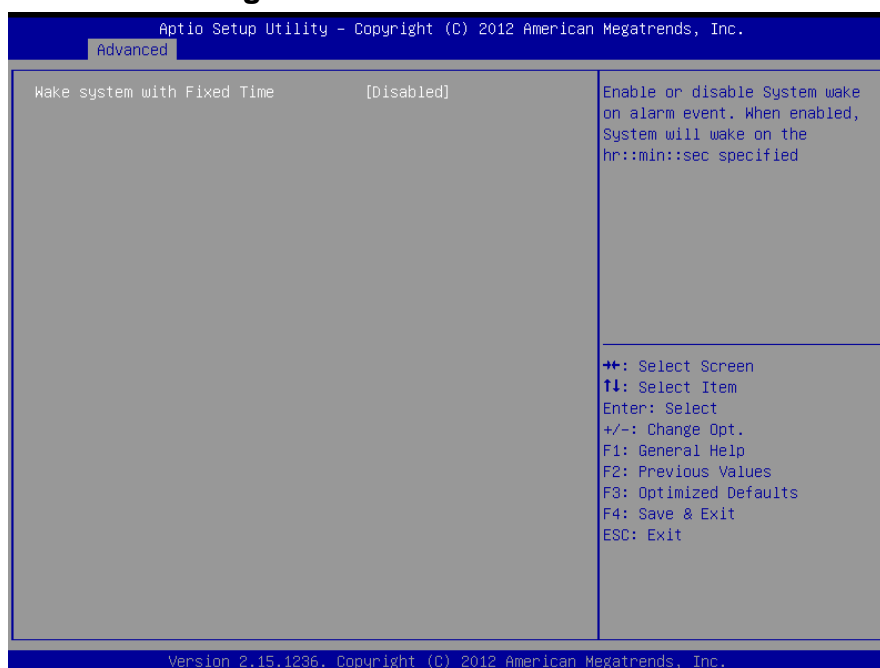 Aptio Setup Utility – Copyright (C) 2012 American Megatrends, Inc.
Advanced
Wake system with Fixed Time [Disabled]
Enable or disable System wake
on alarm event. When enabled,
System will wake on the
hr::min::sec specified
→←: Select Screen
↑↓: Select Item
Enter: Select
+/-: Change Opt.
F1: General Help
F2: Previous Values
F3: Optimized Defaults
F4: Save & Exit
ESC: Exit
Version 2.15.1236. Copyright (C) 2012 American Megatrends, Inc.